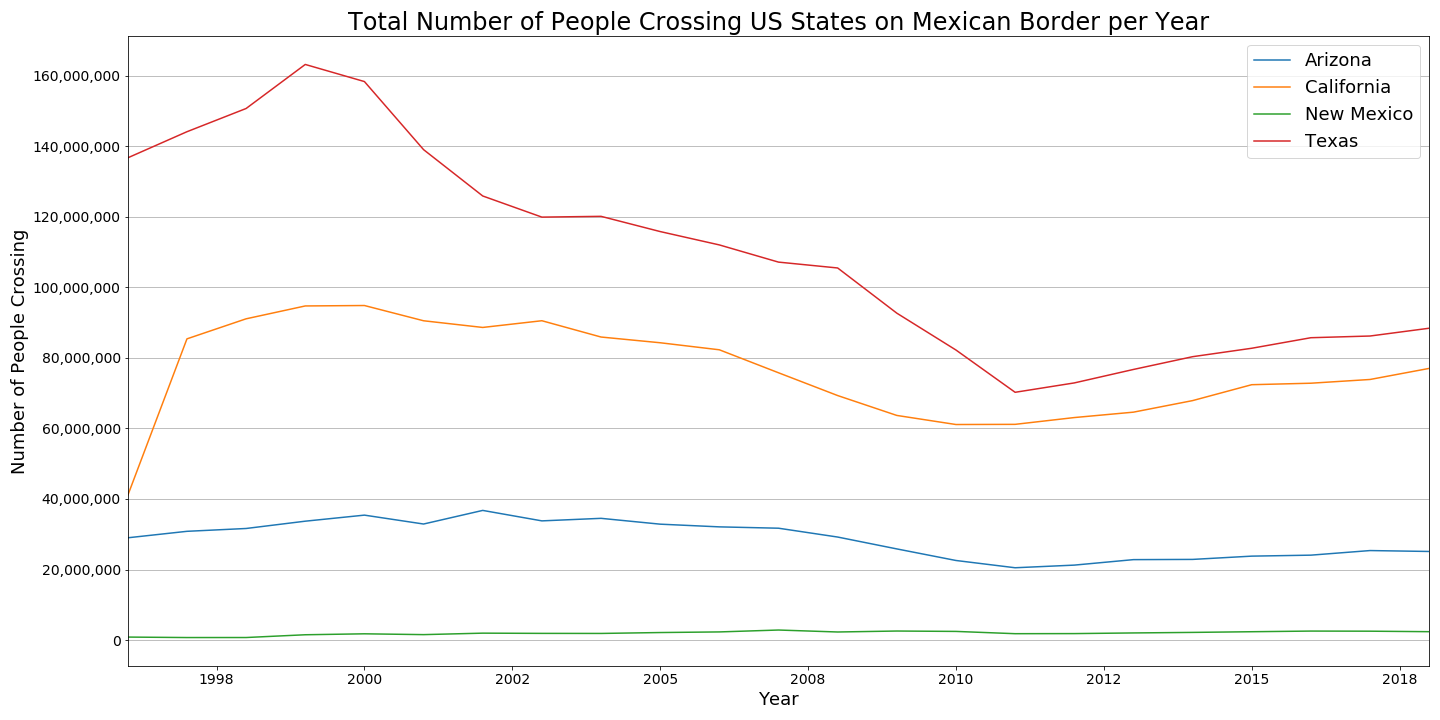 Total Number of People Crossing US States on Mexican Border per Year
Arizona
California
New Mexico
Texas
160,000,000
140,000,000
120,000,000
100,000,000
80,000,000
60,000,000
40,000,000
20,000,000
0
Number of People Crossing
1998 2000 2002 2005 2008 2010 2012 2015 2018
Year